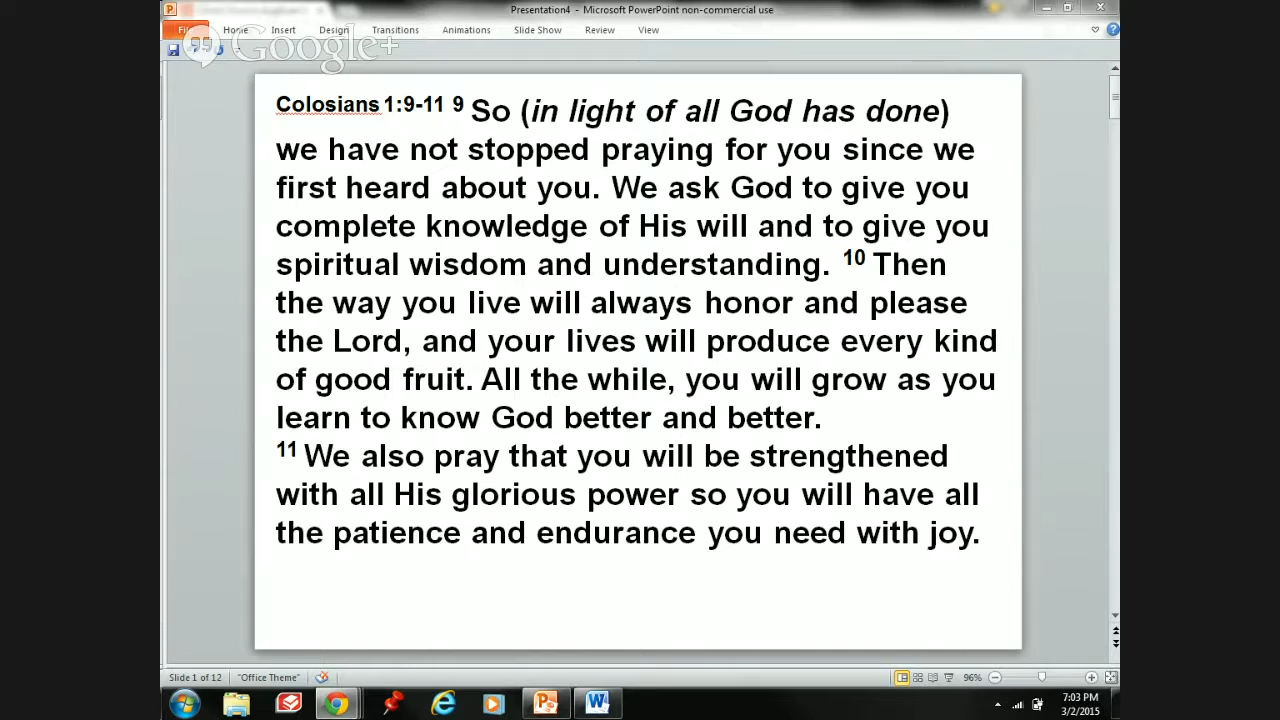 Presentation4 - Microsoft PowerPoint non-commercial use
Home Insert Design Transitions Animations Slide Show Review View
Google+
Colosians 1:9-11 9 So (in light of all God has done)
we have not stopped praying for you since we
first heard about you. We ask God to give you
complete knowledge of His will and to give you
spiritual wisdom and understanding. 10 Then
the way you live will always honor and please
the Lord, and your lives will produce every kind
of good fruit. All the while, you will grow as you
learn to know God better and better.
11 We also pray that you will be strengthened
with all His glorious power so you will have all
the patience and endurance you need with joy.
Slide 1 of 12 "Office Theme" 96%
7:03 PM
3/2/2015